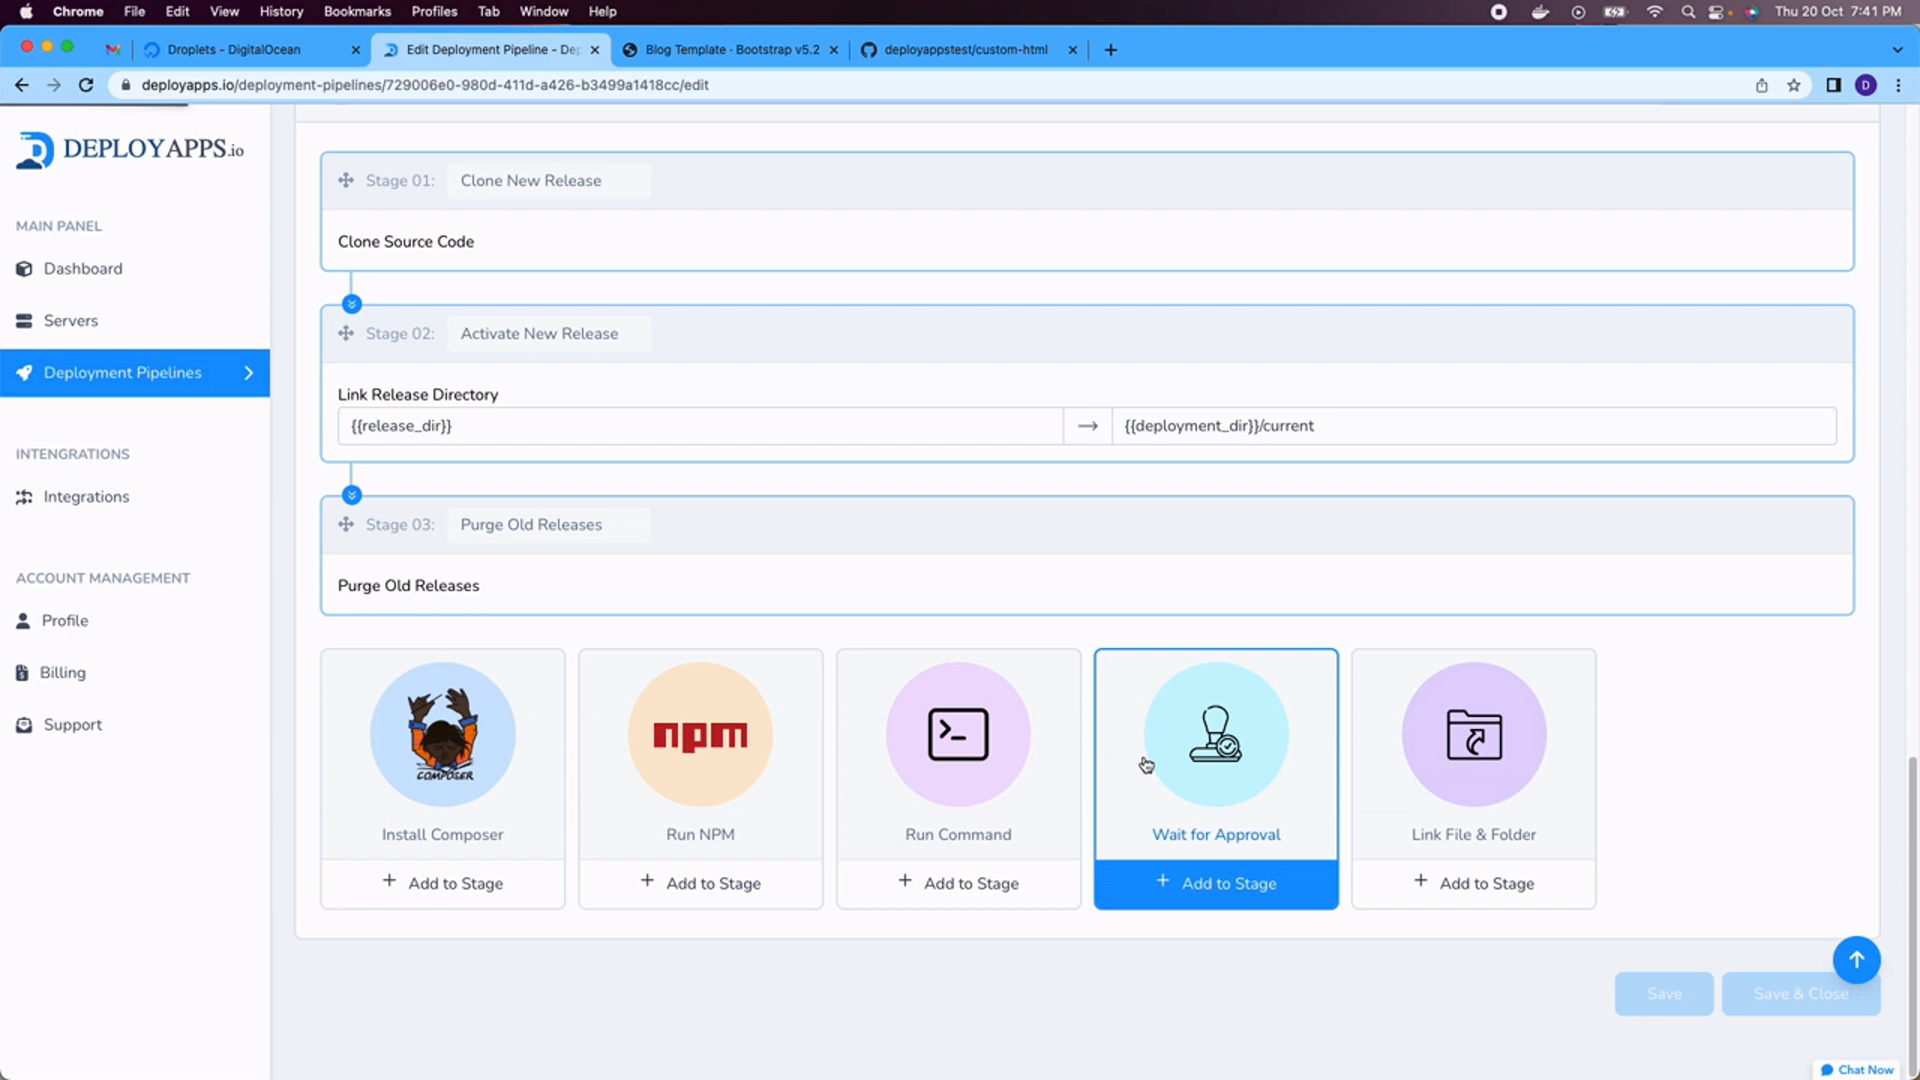 Chrome File Edit View History Bookmarks Profiles Tab Window Help
Thu 20 Oct 7:41 PM
Droplets - DigitalOcean
Edit Deployment Pipeline - Dep
Blog Template · Bootstrap v5.2
deployappstest/custom-html
deployapps.io/deployment-pipelines/729006e0-980d-411d-a426-b3499a1418cc/edit
D
DEPLOYAPPS.io
MAIN PANEL
Dashboard
Servers
Deployment Pipelines
INTENGRATIONS
Integrations
ACCOUNT MANAGEMENT
Profile
Billing
Support
Stage 01: Clone New Release
Clone Source Code
Stage 02: Activate New Release
Link Release Directory
{{release_dir}} → {{deployment_dir}}/current
Stage 03: Purge Old Releases
Purge Old Releases
COMPOSER
Install Composer
+ Add to Stage
npm
Run NPM
+ Add to Stage
Run Command
+ Add to Stage
Wait for Approval
+ Add to Stage
Link File & Folder
+ Add to Stage
Save
Save & Close
Chat Now